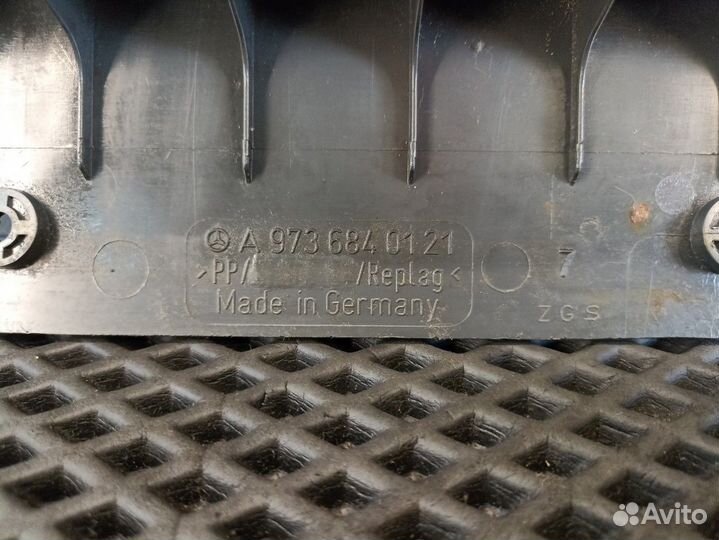 A 973 684 01 21
>PP/ /Replag<
Made in Germany
7
ZGS
Avito